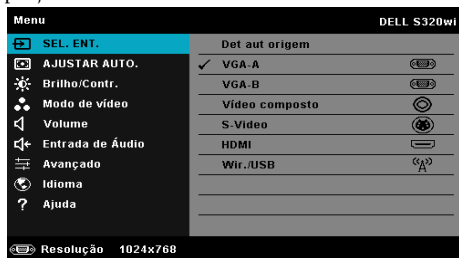 Menu DELL S320wi
SEL. ENT.
AJUSTAR AUTO.
Brilho/Contr.
Modo de vídeo
Volume
Entrada de Áudio
Avançado
Idioma
Ajuda
Det aut origem
VGA-A
VGA-B
Vídeo composto
S-Video
HDMI
Wir./USB
Resolução 1024x768